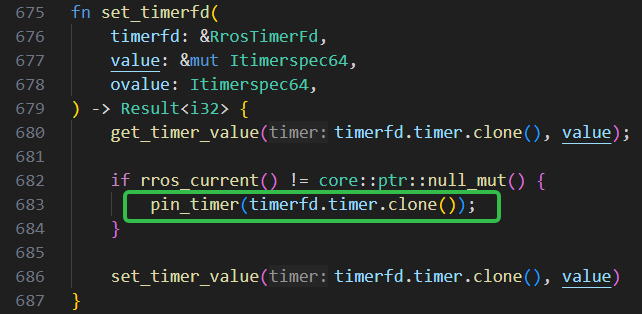 675 fn set_timerfd(
676     timerfd: &RrosTimerFd,
677     value: &mut Itimerspec64,
678     ovalue: Itimerspec64,
679 ) -> Result<i32> {
680     get_timer_value(timer: timerfd.timer.clone(), value);
681
682     if rros_current() != core::ptr::null_mut() {
683         pin_timer(timerfd.timer.clone());
684     }
685
686     set_timer_value(timer: timerfd.timer.clone(), value)
687 }